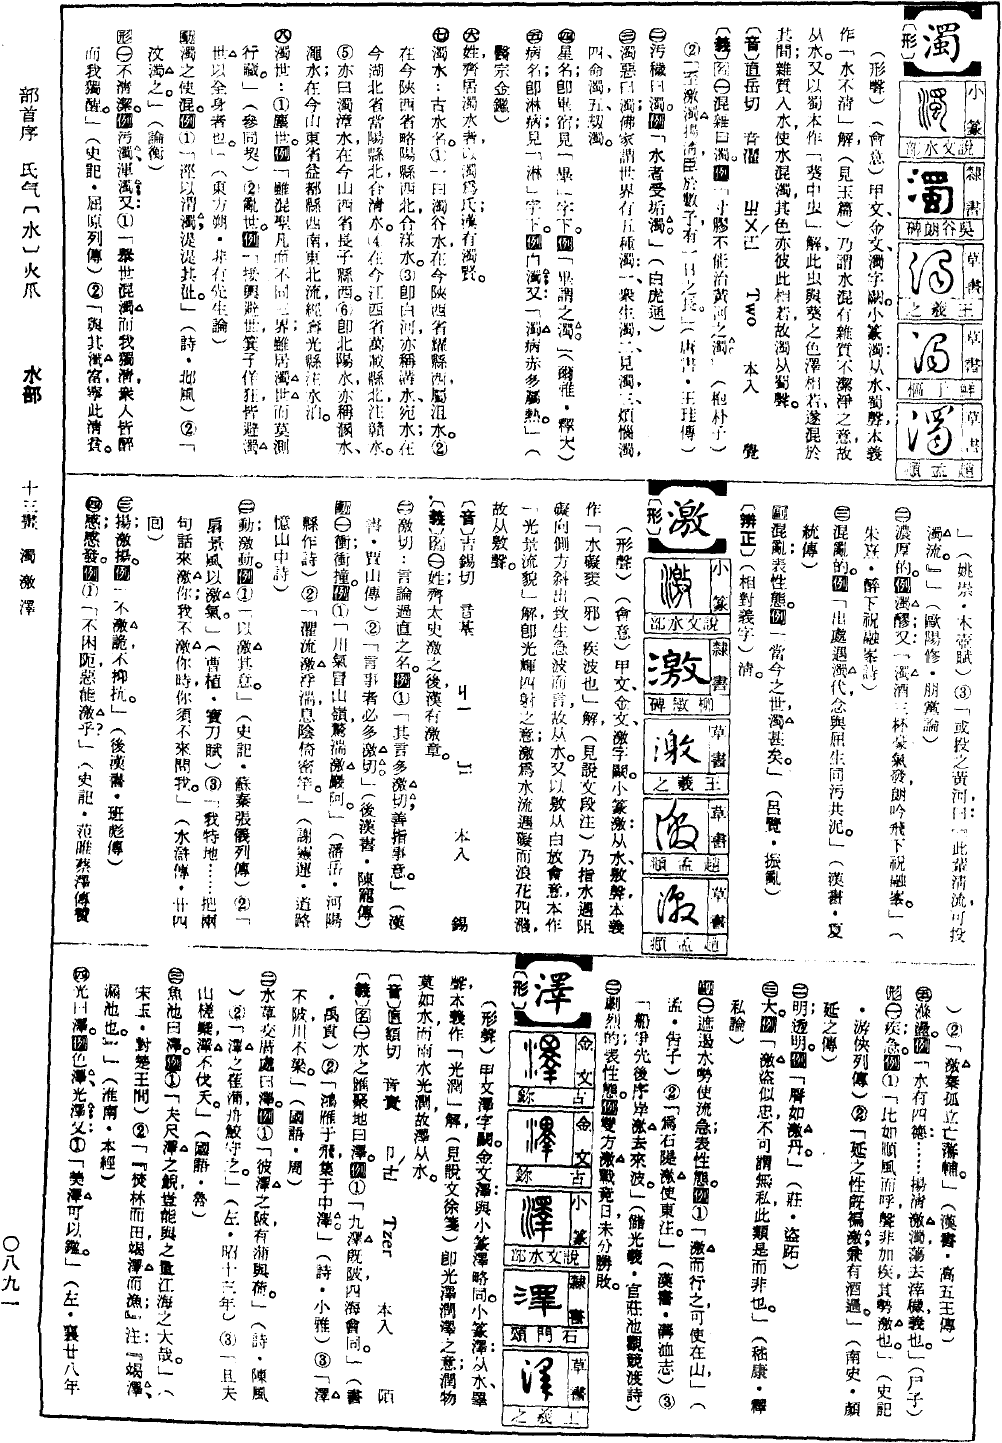 濁
〔形〕
小篆 說文水部
隸書 吳谷朗碑
草書 王羲之
草書 鮮于樞
草書 趙孟頫
(形聲)(會意)甲文、金文、濁字闕。小篆濁:从水、蜀聲,本義
作「水不清」解(見玉篇)乃謂水混有雜質不潔淨之意,故
从水。又以蜀本作「葵中虫」解,此虫與葵之色澤相若,遂混於
其間;雜質入水使水混濁,其色亦彼此相若,故濁从蜀聲。
〔音〕直岳切 音濯 ㄓㄨㄛˊ 本入 覺
〔義〕名㊀混雜曰濁。例①「寸膠不能治黃河之濁。」(抱朴子)
②「至激濁揚清,臣於數子有一日之長。」(唐書・王珪傳)
㊁污穢曰濁。例「水者受垢濁。」(白虎通)
㊂濁惡曰濁,佛家謂世界有五種濁:一、衆生濁,二、見濁,三、煩惱濁,
四、命濁,五、劫濁。
㊃星名,即畢宿,見「畢」字下。例「畢謂之濁。」(爾雅・釋天)
㊄病名,即淋病,見「淋」字下。例白濁;又「濁病亦多屬熱。」(
醫宗金鑑)
㊅姓,齊居濁水者,以濁爲氏;漢有濁賢。
㊆濁水:古水名。①一曰濁谷水,在今陝西省耀縣西,屬沮水。②
在今陝西省略陽縣西,北合漾水。③即白河,亦稱淯水、宛水;在
今湖北省當陽縣北,合清水。④在今江西省萬載縣北,注贛水。
⑤亦曰濁漳水,在今山西省長子縣西。⑥即北陽水,亦稱溺水、
澠水,在今山東省益都縣西南,東北流經壽光縣,注水泊。
㊇濁世:①塵世。例「雖混聖凡而不同三界,雖居濁世而莫測
行藏。」(參同契)②亂世。例「接輿避世,箕子佯狂,皆避濁
世以全身者也。」(東方朔・非有先生論)
動濁之使混。例①「涇以渭濁,湜湜其沚。」(詩・邶風)②「
汶濁之」(論衡)
形㊀不清潔。例污濁、渾濁;又①「舉世混濁而我獨清,衆人皆醉
而我獨醒。」(史記・屈原列傳)②「與其濁富,寧此清貧。
」(姚崇・木壺賦)③「或投之黃河曰:『此輩清流,可投
濁流。』」(歐陽修・朋黨論)
㊁濃厚的。例濁醪;又「濁酒三杯豪氣發,朗吟飛下祝融峯。」(
朱熹・醉下祝融峯詩)
㊂混亂的。例「出處遇濁代,念與屈生同污共泥。」(漢書・夏
統傳)
副混亂;表性態。例「當今之世濁甚矣。」(呂覽・振亂)
〔辨正〕(相對義字)清。
激
〔形〕
小篆 說文水部
隸書 柳敏碑
草書 王羲之
草書 趙孟頫
草書 趙孟頫
(形聲)(會意)甲文、金文、激字闕。小篆激:从水、敫聲,本義
作「水礙衺(邪)疾波也」解(見說文段注)乃指水遇阻
礙向側方斜出致生急波而言,故从水。又以敫从白放會意,本作
「光景流貌」解,即光輝四射之意;激爲水流遇礙而浪花四濺,
故从敫聲。
〔音〕吉錫切 音基 ㄐㄧ 本入 錫
〔義〕名㊀姓,齊太史激之後;漢有激章。
㊁激切:言論過直之名。例①「其言多激切,善指事意。」(漢
書・賈山傳)②「言事者必多激切」(後漢書・陳寵傳)
動㊀衝;衝撞。例①「川氣冒山嶺,驚湍激巖阿。」(潘岳・河陽
縣作詩)②「濯流激浮湍,息陰倚密竿。」(謝靈運・道路
憶山中詩)
㊁動;激動。例①「以激其意。」(史記・蘇秦張儀列傳)②「
扇景風以激氣。」(曹植・寶刀賦)③「我特地……把兩
句話來激你,我不激你時,你須不來問我。」(水滸傳・廿四
回)
㊂揚;激揚。例「不激詭,不抑抗。」(後漢書・班彪傳)
㊃感;感發。例①「不困阨,惡能激乎?」(史記・范雎蔡澤傳贊
)②「激秦孤立亡藩輔。」(漢書・高五王傳)
㊄滌盪。例「水有四德……揚清激濁,蕩去滓穢,義也。」(尸子)
形㊀疾;急。例①「比如順風而呼,聲非加疾,其勢激也。」(史記
・游俠列傳)②「延之性旣褊激,兼有酒過。」(南史・顏
延之傳)
㊁明;透明。例「脣如激丹。」(莊・盜跖)
㊂大。例「激盜似忠,不可謂無私,此類是而非也。」(嵇康・釋
私論)
副㊀遮遏水勢使流急;表性態。例①「激而行之,可使在山。」(
孟・告子)②「爲石隄激使東注。」(漢書・溝洫志)③
「船爭先後序,岸激去來波。」(儲光羲・官莊池觀競渡詩)
㊁劇烈的;表性態。例雙方激戰竟日,未分勝敗。
澤
〔形〕
金文 古鉨
金文 古鉨
小篆 說文水部
隸書 石門頌
草書 王羲之
(形聲)甲文澤字闕。金文澤:與小篆澤略同。小篆澤:从水、睪
聲,本義作「光潤」解(見說文徐箋)即光澤潤澤之意;潤物
莫如水,而雨水光潤,故澤从水。
〔音〕直額切 音賷 ㄗㄜˊ 本入 陌
〔義〕名㊀水之匯聚地曰澤。例①「九澤旣陂,四海會同。」(書
・禹貢)②「鴻雁于飛,集于中澤。」(詩・小雅)③「澤
不陂,川不梁。」(國語・周)
㊁水草交厝處曰澤。例①「彼澤之陂,有蒲與荷。」(詩・陳風
)②「澤之萑蒲,舟鮫守之。」(左・昭十三年)③「且夫
山槎櫱,澤不伐夭。」(國語・魯)
㊂魚池曰澤。例①「夫尺澤之鯢,豈能與之量江海之大哉。」(
宋玉・對楚王問)②「『焚林而田,竭澤而漁』;注:『竭澤、
漏池也。』」(淮南・本經)
㊃光曰澤。例色澤、光澤;又①「美澤可以鑑。」(左・襄廿八年
部首序 氏气〔水〕火爪 水部 十三畫 濁激澤 〇八九一